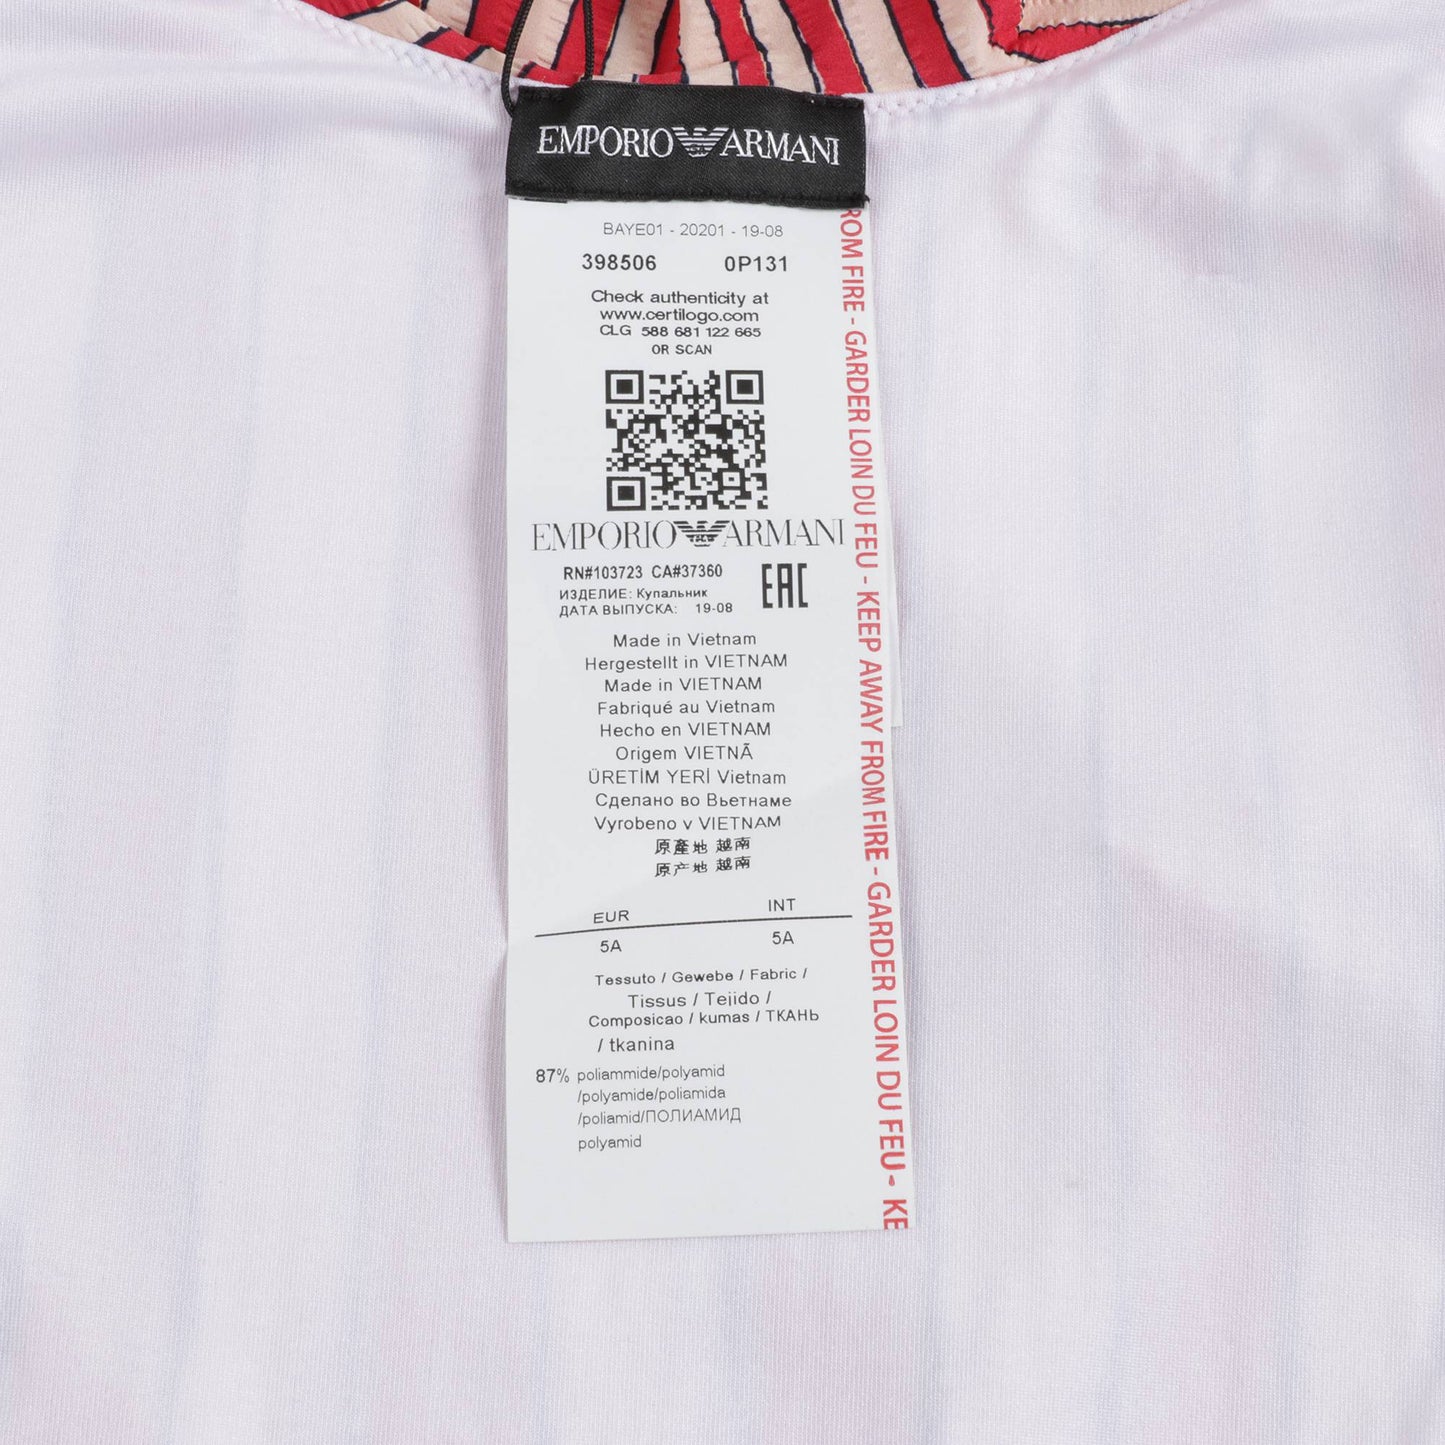 EMPORIO ARMANI
BAYE01 - 20201 - 19-08
398506 0P131
Check authenticity at
www.certilogo.com
CLG 588 681 122 665
OR SCAN
EMPORIO ARMANI
RN#103723 CA#37360
EAC
ИЗДЕЛИЕ: Купальник
ДАТА ВЫПУСКА: 19-08
Made in Vietnam
Hergestellt in VIETNAM
Made in VIETNAM
Fabriqué au Vietnam
Hecho en VIETNAM
Origem VIETNÃ
ÜRETİM YERİ Vietnam
Сделано во Вьетнаме
Vyrobeno v VIETNAM
原產地 越南
原产地 越南
EUR INT
5A 5A
Tessuto / Gewebe / Fabric /
Tissus / Tejido /
Composicao / kumas / ТКАНЬ
/ tkanina
87% poliammide/polyamid
/polyamide/poliamida
/poliamid/ПОЛИАМИД
polyamid
ROM FIRE - GARDER LOIN DU FEU - KEEP AWAY FROM FIRE - GARDER LOIN DU FEU - KE